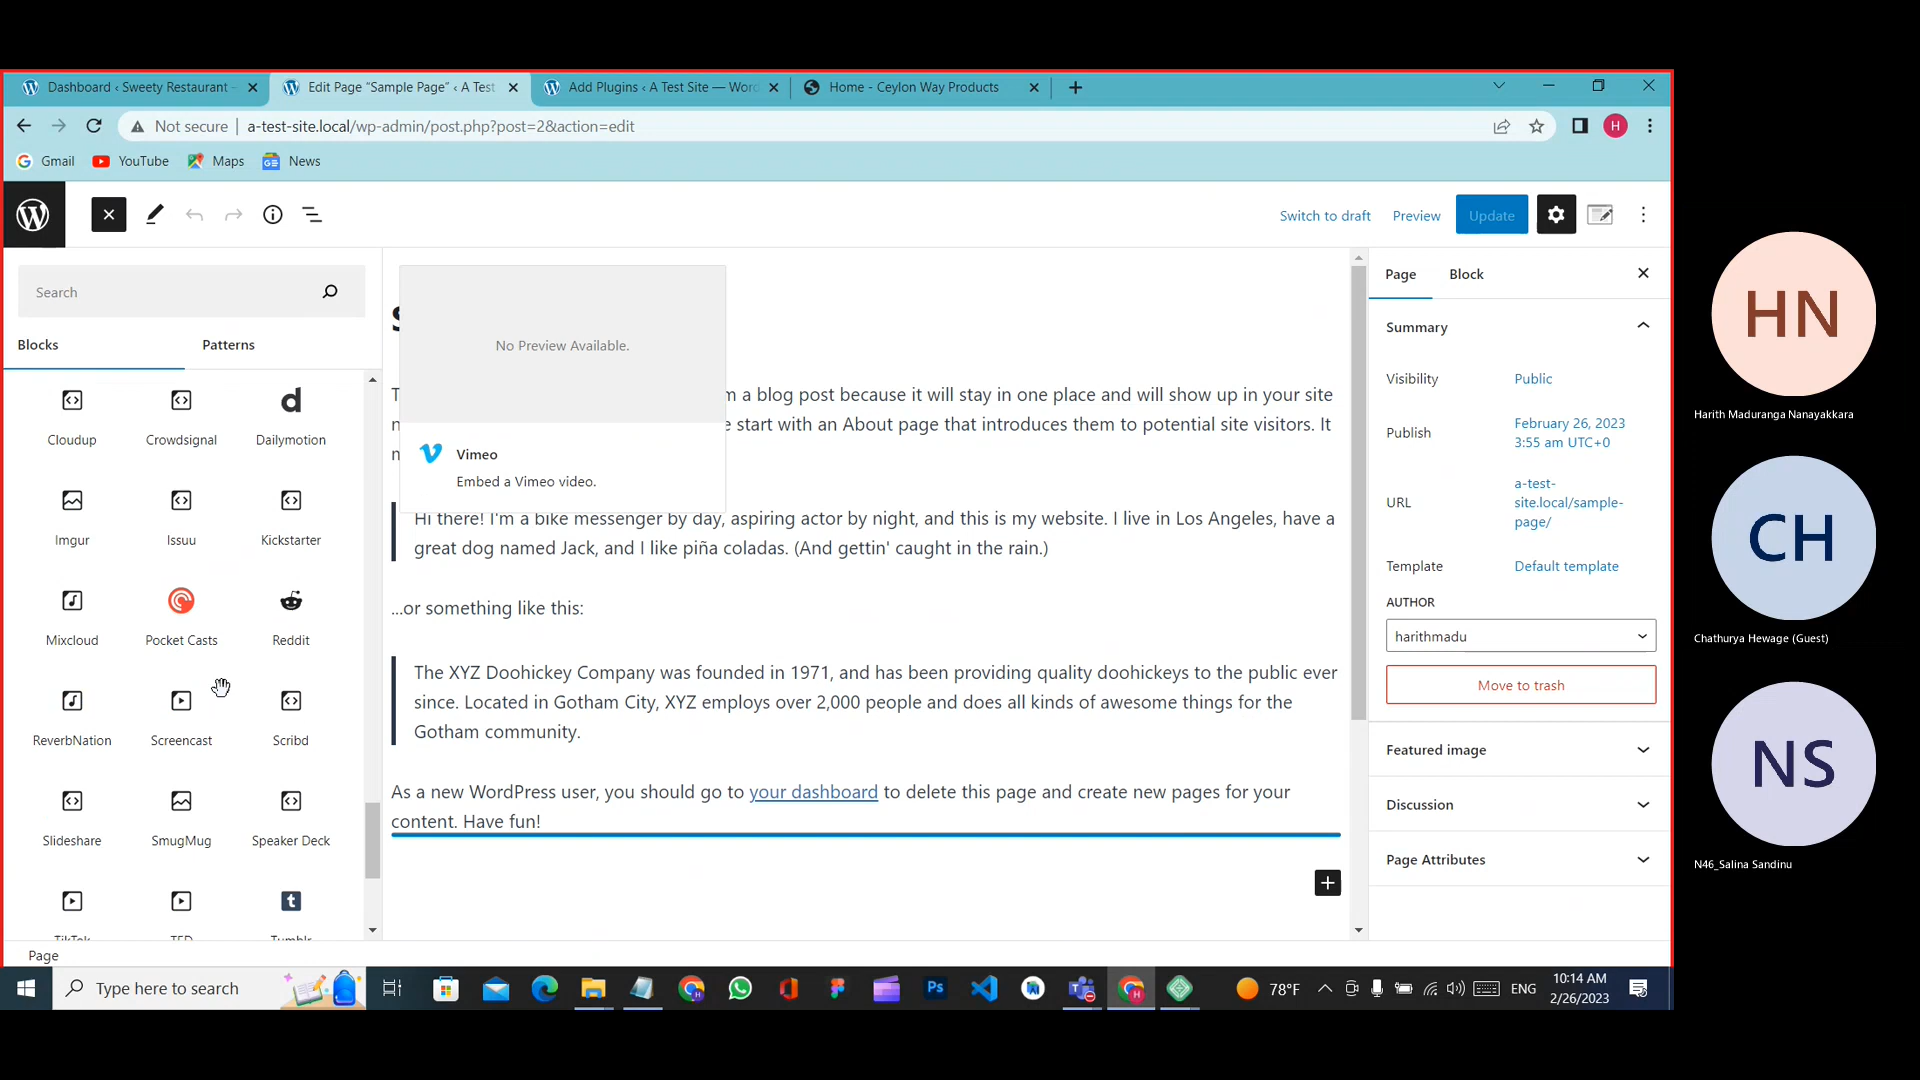 Dashboard ‹ Sweety Restaurant -
Edit Page “Sample Page” ‹ A Test
Add Plugins ‹ A Test Site — Word
Home - Ceylon Way Products
Not secure
a-test-site.local/wp-admin/post.php?post=2&action=edit
H
Gmail
YouTube
Maps
News
Switch to draft
Preview
Update
Search
Blocks
Patterns
Cloudup
Crowdsignal
Dailymotion
Imgur
Issuu
Kickstarter
Mixcloud
Pocket Casts
Reddit
ReverbNation
Screencast
Scribd
Slideshare
SmugMug
Speaker Deck
TikTok
TED
Tumblr
No Preview Available.
Vimeo
Embed a Vimeo video.
m a blog post because it will stay in one place and will show up in your site
e start with an About page that introduces them to potential site visitors. It
Hi there! I'm a bike messenger by day, aspiring actor by night, and this is my website. I live in Los Angeles, have a
great dog named Jack, and I like piña coladas. (And gettin' caught in the rain.)
...or something like this:
The XYZ Doohickey Company was founded in 1971, and has been providing quality doohickeys to the public ever
since. Located in Gotham City, XYZ employs over 2,000 people and does all kinds of awesome things for the
Gotham community.
As a new WordPress user, you should go to your dashboard to delete this page and create new pages for your
content. Have fun!
Page
Block
Summary
Visibility
Public
Publish
February 26, 2023
3:55 am UTC+0
URL
a-test-
site.local/sample-
page/
Template
Default template
AUTHOR
harithmadu
Move to trash
Featured image
Discussion
Page Attributes
Page
Type here to search
Ps
78°F
ENG
10:14 AM
2/26/2023
HN
Harith Maduranga Nanayakkara
CH
Chathurya Hewage (Guest)
NS
N46_Salina Sandinu